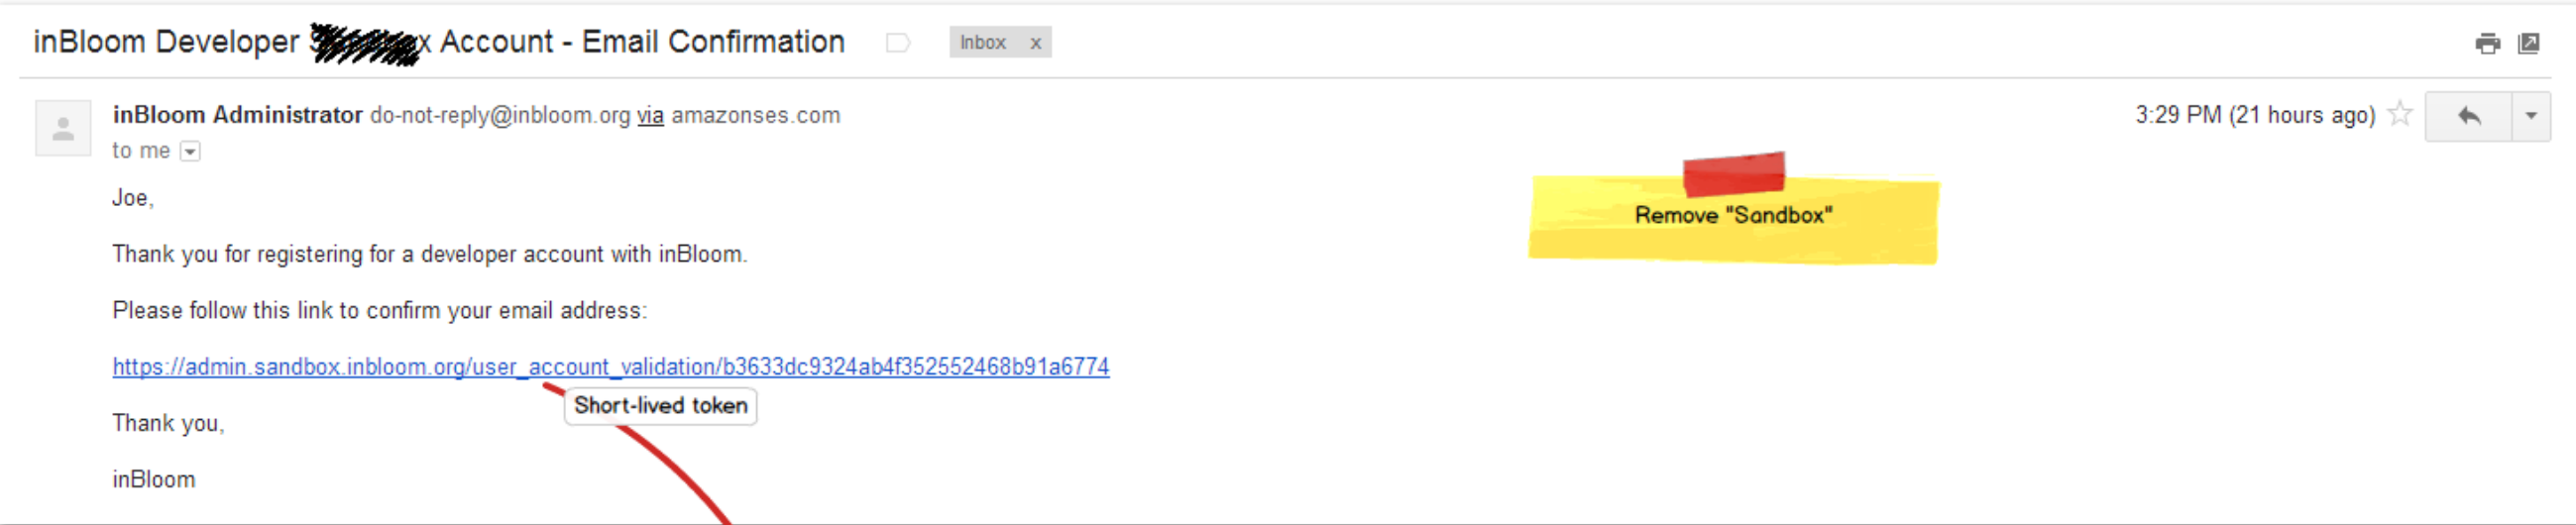 inBloom Developer x Account - Email Confirmation
Inbox x
inBloom Administrator do-not-reply@inbloom.org via amazonses.com
3:29 PM (21 hours ago)
to me
Joe,
Remove "Sandbox"
Thank you for registering for a developer account with inBloom.
Please follow this link to confirm your email address:
https://admin.sandbox.inbloom.org/user_account_validation/b3633dc9324ab4f352552468b91a6774
Short-lived token
Thank you,
inBloom